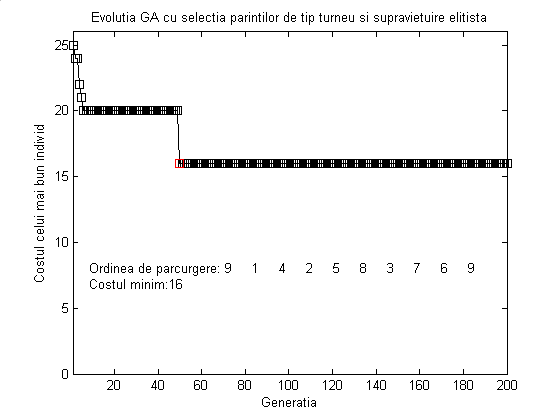 Evolutia GA cu selectia parintilor de tip turneu si supravietuire elitista
25
20
15
10
5
0
Costul celui mai bun individ
Ordinea de parcurgere: 9 1 4 2 5 8 3 7 6 9
Costul minim:16
20 40 60 80 100 120 140 160 180 200
Generatia